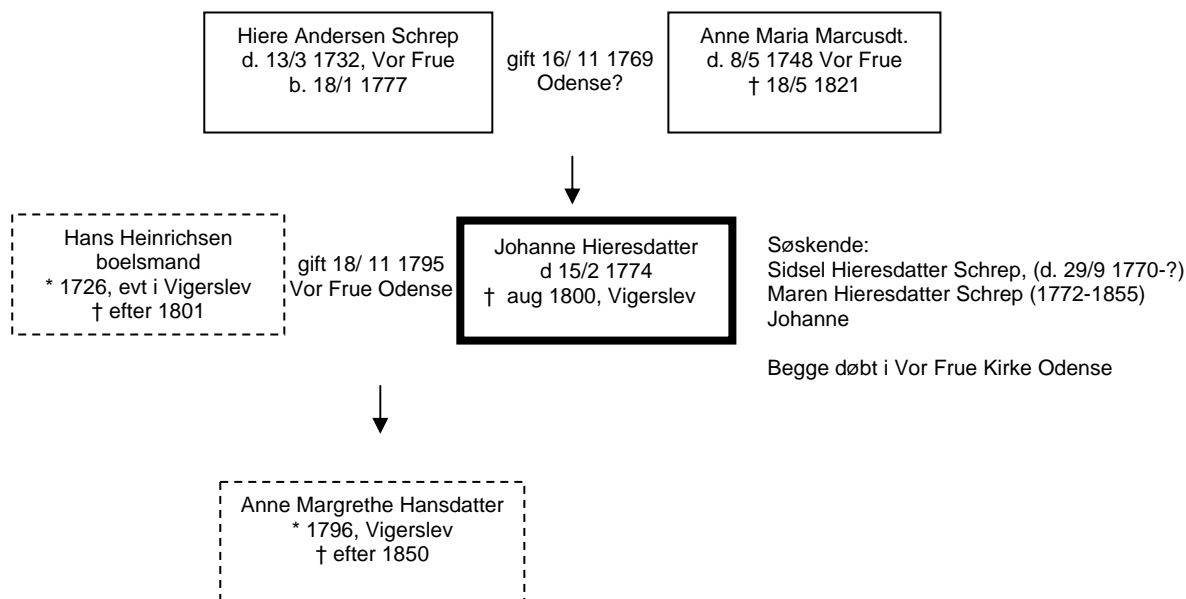 Hiere Andersen Schrep
d. 13/3 1732, Vor Frue
b. 18/1 1777
gift 16/ 11 1769
Odense?
Anne Maria Marcusdt.
d. 8/5 1748 Vor Frue
† 18/5 1821
Hans Heinrichsen
boelsmand
* 1726, evt i Vigerslev
† efter 1801
gift 18/ 11 1795
Vor Frue Odense
Johanne Hieresdatter
d 15/2 1774
† aug 1800, Vigerslev
Søskende:
Sidsel Hieresdatter Schrep, (d. 29/9 1770-?)
Maren Hieresdatter Schrep (1772-1855)
Johanne
Begge døbt i Vor Frue Kirke Odense
Anne Margrethe Hansdatter
* 1796, Vigerslev
† efter 1850